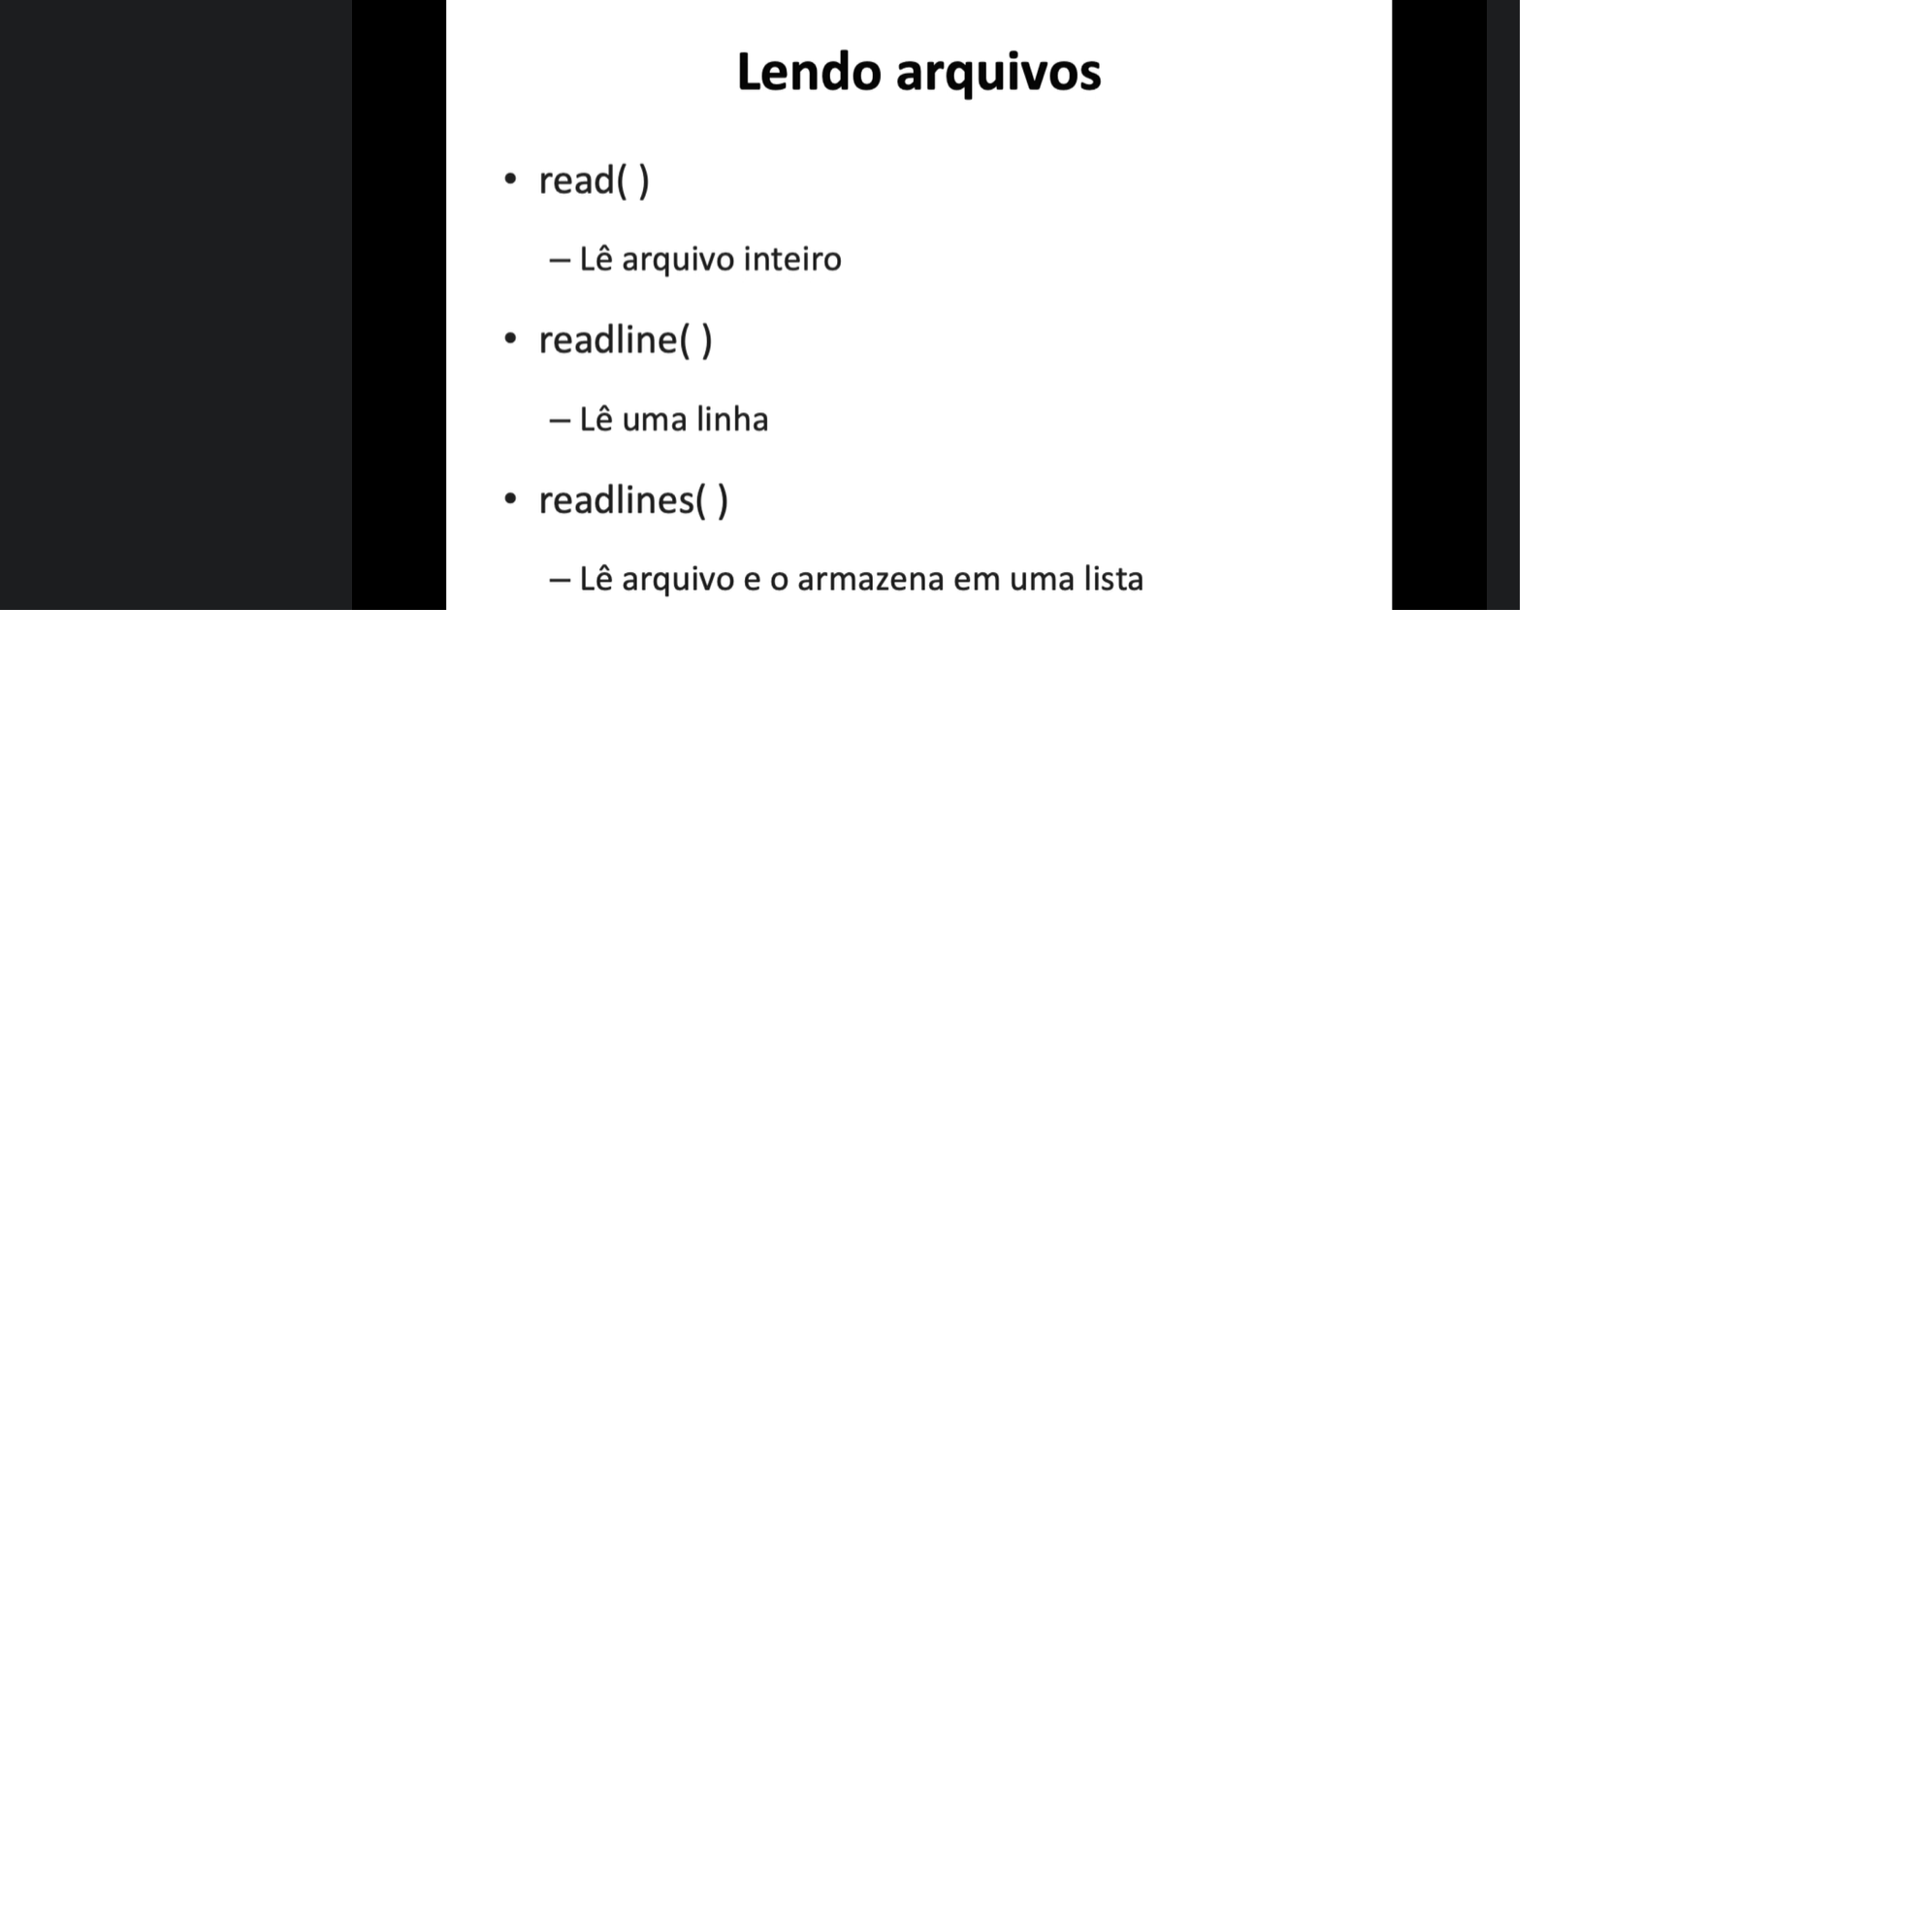 Lendo arquivos
• read( )
– Lê arquivo inteiro
• readline( )
– Lê uma linha
• readlines( )
– Lê arquivo e o armazena em uma lista